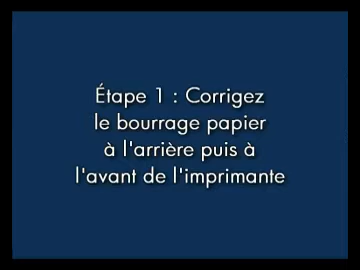 Étape 1 : Corrigez
le bourrage papier
à l'arrière puis à
l'avant de l'imprimante